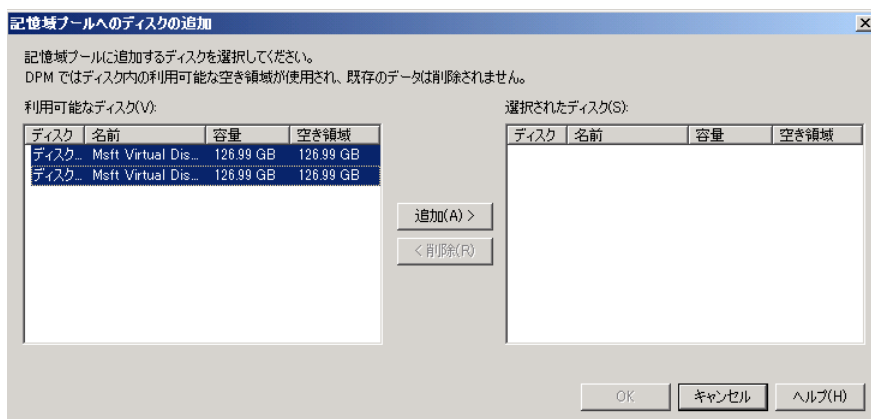 記憶域プールへのディスクの追加
記憶域プールに追加するディスクを選択してください。
DPM ではディスク内の利用可能な空き領域が使用され、既存のデータは削除されません。
利用可能なディスク(V):
ディスク 名前 容量 空き領域
ディスク... Msft Virtual Dis... 126.99 GB 126.99 GB
ディスク... Msft Virtual Dis... 126.99 GB 126.99 GB
追加(A) >
< 削除(R)
選択されたディスク(S):
ディスク 名前 容量 空き領域
OK キャンセル ヘルプ(H)